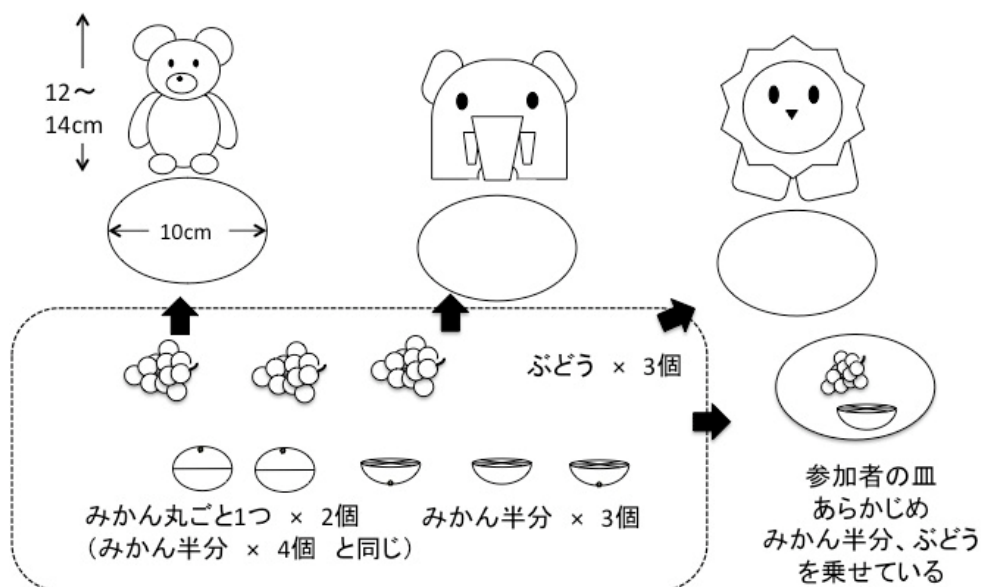 12～
14cm
10cm
ぶどう × 3個
みかん丸ごと1つ × 2個
（みかん半分 × 4個 と同じ）
みかん半分 × 3個
参加者の皿
あらかじめ
みかん半分、ぶどう
を乗せている